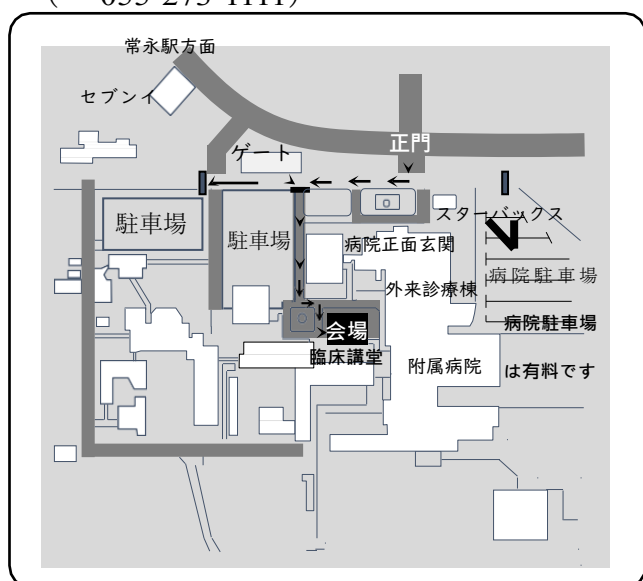 常永駅方面
セブンイ
正門
ゲート
スターバックス
駐車場
駐車場
病院正面玄関
病院駐車場
外来診療棟
病院駐車場
会場
臨床講堂
附属病院
は有料です